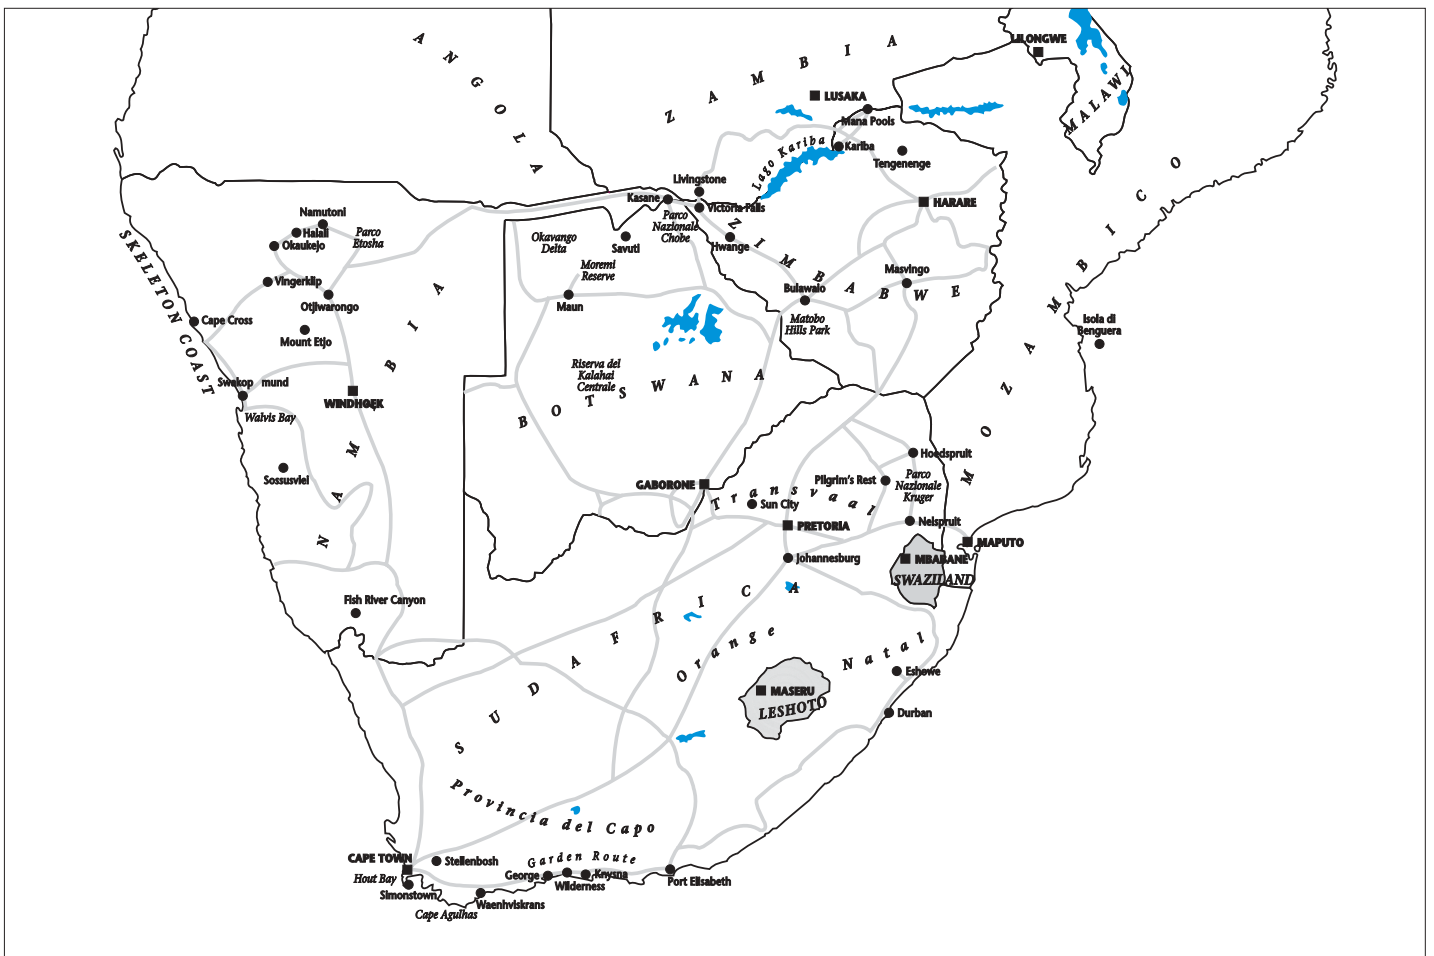 ANGOLA
ZAMBIA
LILONGWE
MALAWI
LUSAKA
Mana Pools
Kariba
Lago Kariba
Tengenenge
HARARE
MOZAMBICO
Livingstone
Kasane
Victoria Falls
Parco
Nazionale
Chobe
Hwange
ZIMBABWE
Masvingo
Bulawaio
Matobo
Hills Park
Isola di
Benguera
SKELETON COAST
Namutoni
Halali
Okaukejo
Parco
Etosha
Vingerklip
Otjiwarongo
Cape Cross
Mount Etjo
Swakop mund
Walvis Bay
WINDHOEK
NAMIBIA
Sossusvlei
Fish River Canyon
Okavango
Delta
Savuti
Moremi
Reserve
Maun
Riserva del
Kalahai
Centrale
BOTSWANA
GABORONE
Transvaal
Sun City
PRETORIA
Johannesburg
Pilgrim's Rest
Hoedspruit
Parco
Nazionale
Kruger
Nelspruit
MAPUTO
MBABANE
SWAZILAND
SUD AFRICA
Orange
Natal
Eshowe
Durban
MASERU
LESHOTO
Provincia del Capo
Garden Route
CAPE TOWN
Hout Bay
Simonstown
Stellenbosh
George
Wilderness
Knysna
Port Elisabeth
Waenhviskrans
Cape Agulhas